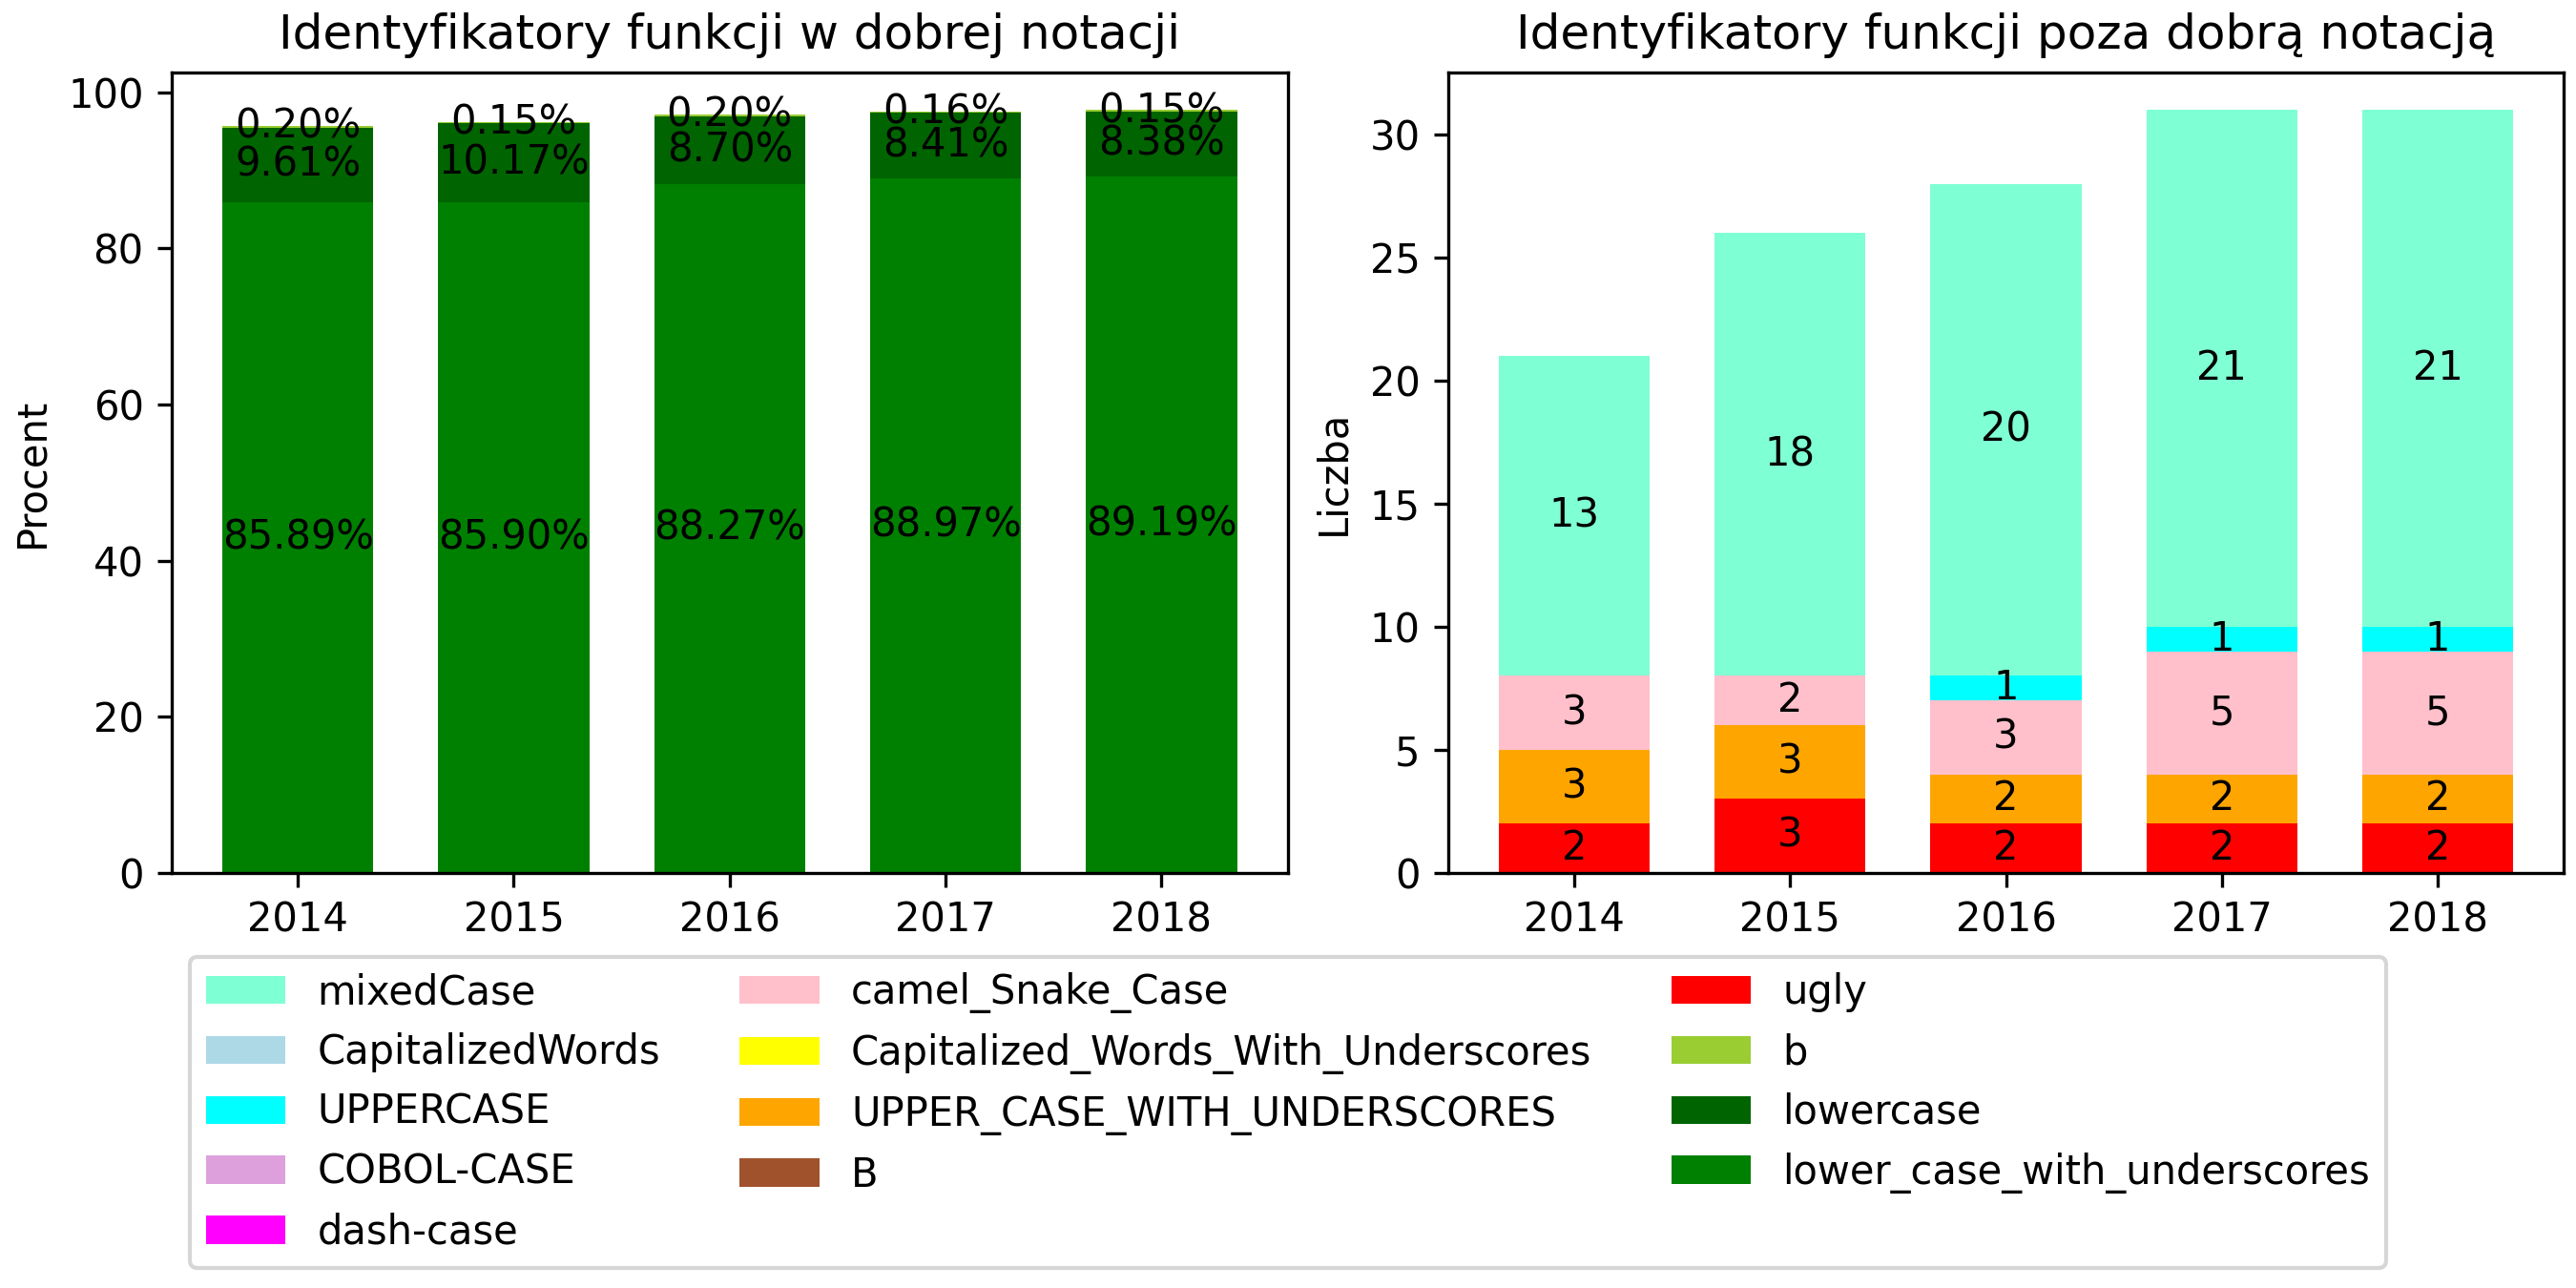 Identyfikatory funkcji w dobrej notacji
Identyfikatory funkcji poza dobrą notacją
Procent
100
80
60
40
20
0
0.20% 0.15% 0.20% 0.16% 0.15%
9.61% 10.17% 8.70% 8.41% 8.38%
85.89% 85.90% 88.27% 88.97% 89.19%
2014 2015 2016 2017 2018
Liczba
30
25
20
15
10
5
0
13 18 20 21 21
1 1 1
3 2 3 5 5
3 3 2 2 2
2 3 2 2 2
2014 2015 2016 2017 2018
mixedCase
CapitalizedWords
UPPERCASE
COBOL-CASE
dash-case
camel_Snake_Case
Capitalized_Words_With_Underscores
UPPER_CASE_WITH_UNDERSCORES
B
ugly
b
lowercase
lower_case_with_underscores